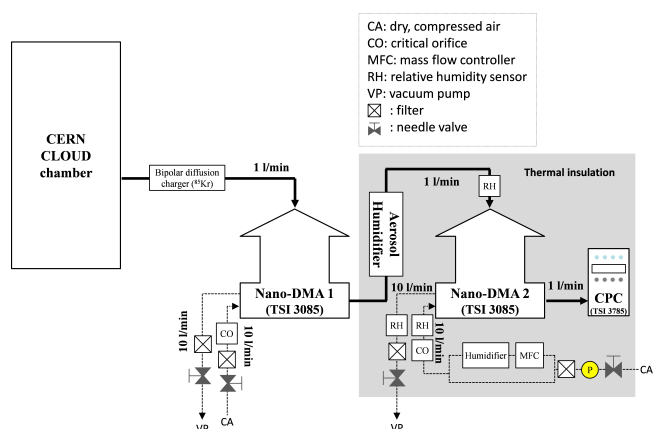 CA: dry, compressed air
CO: critical orifice
MFC: mass flow controller
RH: relative humidity sensor
VP: vacuum pump
: filter
: needle valve
CERN
CLOUD
chamber
Bipolar diffusion
charger (⁸⁵Kr)
1 l/min
1 l/min
RH
Thermal insulation
Aerosol
Humidifier
Nano-DMA 1
(TSI 3085)
10 l/min
Nano-DMA 2
(TSI 3085)
1 l/min
CPC
(TSI 3785)
10 l/min
CO
10 l/min
RH
RH
10 l/min
CO
Humidifier
MFC
P
CA
VP
CA
VP